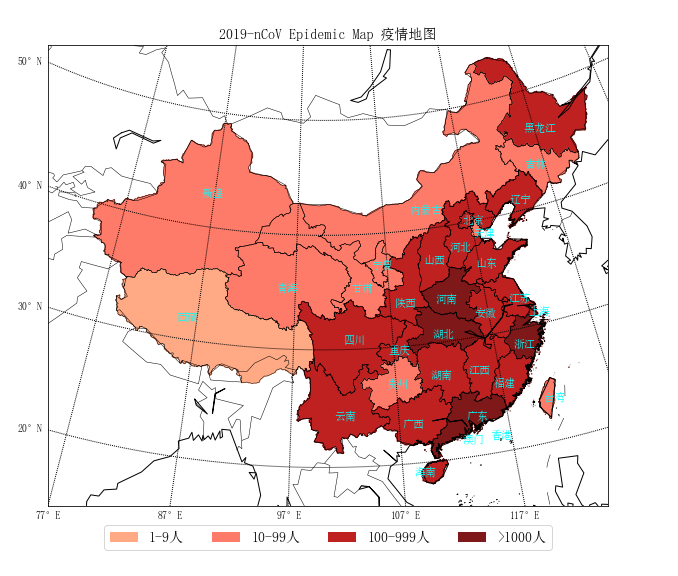 2019-nCoV Epidemic Map 疫情地图
50° N
黑龙江
吉林
40° N
新疆
辽宁
内蒙古
北京
天津
河北
山西
山东
宁夏
青海
甘肃
30° N
西藏
陕西
河南
江苏
安徽
上海
四川
重庆
湖北
浙江
湖南
江西
福建
贵州
台湾
20° N
云南
广西
广东
香港
澳门
海南
77° E
87° E
97° E
107° E
117° E
1-9人
10-99人
100-999人
>1000人